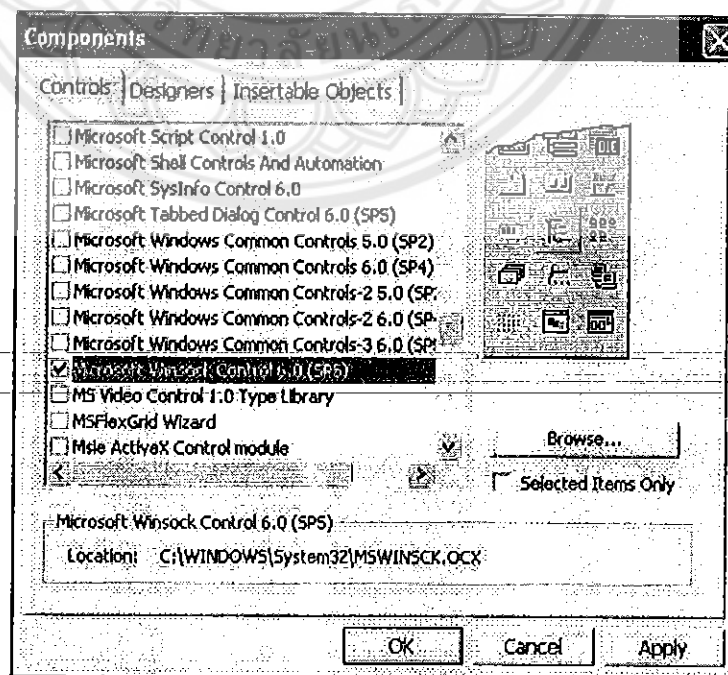 Components
Controls Designers Insertable Objects
Microsoft Script Control 1.0
Microsoft Shell Controls And Automation
Microsoft SysInfo Control 6.0
Microsoft Tabbed Dialog Control 6.0 (SP5)
Microsoft Windows Common Controls 5.0 (SP2)
Microsoft Windows Common Controls 6.0 (SP4)
Microsoft Windows Common Controls-2 5.0 (SP
Microsoft Windows Common Controls-2 6.0 (SP
Microsoft Windows Common Controls-3 6.0 (SP
Microsoft Winsock Control 6.0 (SP5)
MS Video Control 1.0 Type Library
MSFlexGrid Wizard
Msie ActiveX Control module
Browse...
Selected Items Only
Microsoft Winsock Control 6.0 (SP5)
Location: C:\WINDOWS\System32\MSWINSCK.OCX
OK Cancel Apply